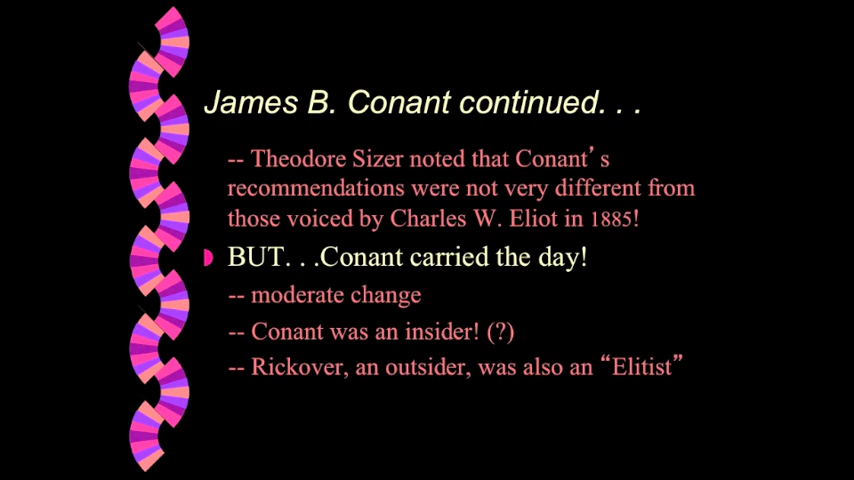 James B. Conant continued. . .
-- Theodore Sizer noted that Conant’s
recommendations were not very different from
those voiced by Charles W. Eliot in 1885!
BUT. . .Conant carried the day!
-- moderate change
-- Conant was an insider! (?)
-- Rickover, an outsider, was also an “Elitist”